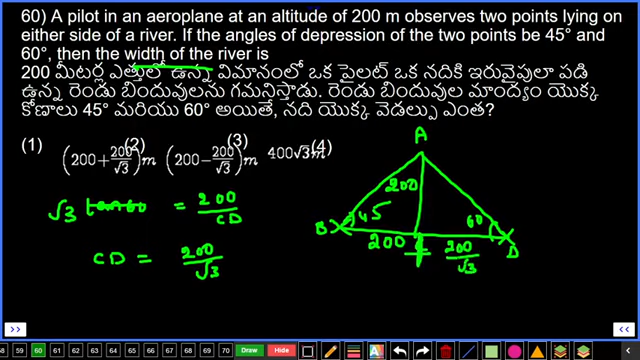 60) A pilot in an aeroplane at an altitude of 200 m observes two points lying on
either side of a river. If the angles of depression of the two points be 45° and
60°, then the width of the river is
200 మీటర్ల ఎత్తులో ఉన్న విమానంలో ఒక పైలట్ ఒక నదికి ఇరువైపులా పడి
ఉన్న రెండు బిందువులను గమనిస్తాడు. రెండు బిందువుల మాంద్యం యొక్క
కోణాలు 45° మరియు 60° అయితే, నది యొక్క వెడల్పు ఎంత?
(1) (200 + 200/√3) m (2) (200 − 200/√3) m (3) 400√3 m (4)
A
200
√3 tan 60 = 200/CD
45 60
B 200 C 200/√3 D
CD = 200/√3
>> 58 59 60 61 62 63 64 65 66 67 68 69 70 Draw Hide A <<